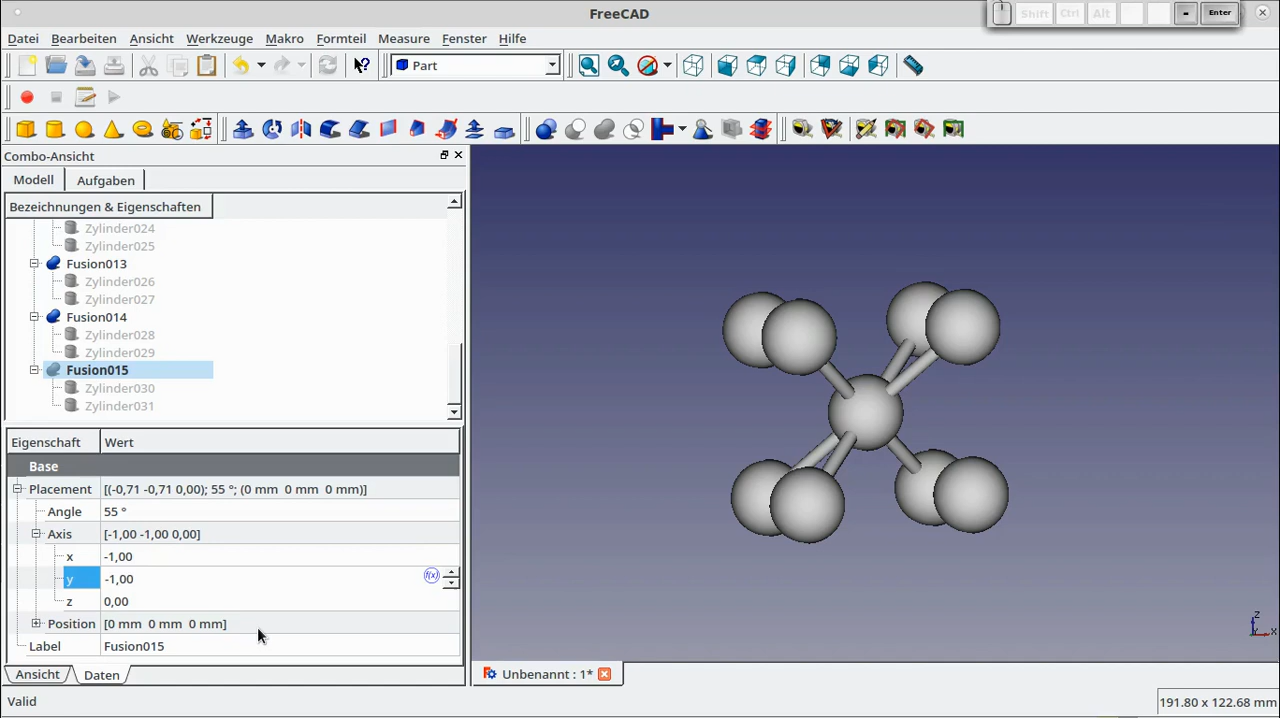 FreeCAD
Shift Ctrl Alt - Enter
Datei Bearbeiten Ansicht Werkzeuge Makro Formteil Measure Fenster Hilfe
Part
Combo-Ansicht
Modell Aufgaben
Bezeichnungen & Eigenschaften
Zylinder024
Zylinder025
Fusion013
Zylinder026
Zylinder027
Fusion014
Zylinder028
Zylinder029
Fusion015
Zylinder030
Zylinder031
Eigenschaft Wert
Base
Placement [(-0,71 -0,71 0,00); 55 °; (0 mm 0 mm 0 mm)]
Angle 55 °
Axis [-1,00 -1,00 0,00]
x -1,00
y -1,00 f(x)
z 0,00
Position [0 mm 0 mm 0 mm]
Label Fusion015
Z
Y X
Ansicht Daten
Unbenannt : 1*
Valid
191.80 x 122.68 mm